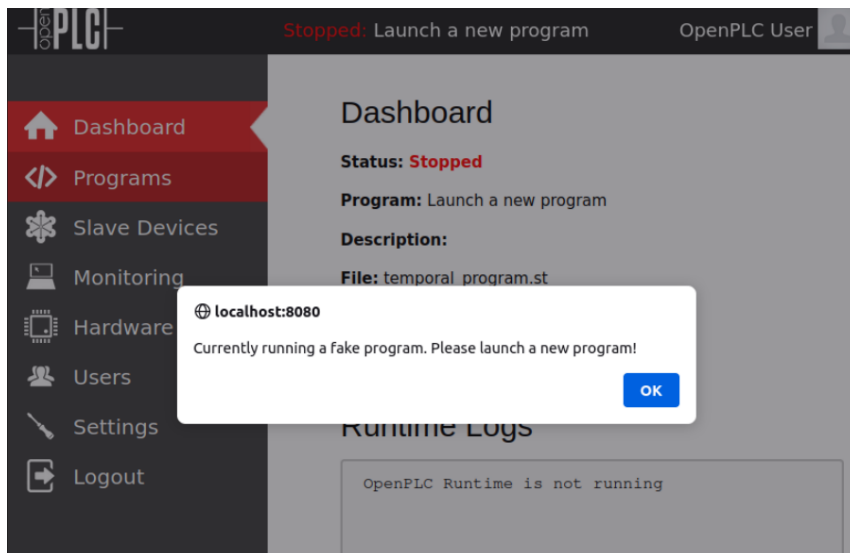 open PLC
Stopped: Launch a new program
OpenPLC User
Dashboard
Programs
Slave Devices
Monitoring
Hardware
Users
Settings
Logout
Dashboard
Status: Stopped
Program: Launch a new program
Description:
File: temporal_program.st
localhost:8080
Currently running a fake program. Please launch a new program!
OK
Runtime Logs
OpenPLC Runtime is not running